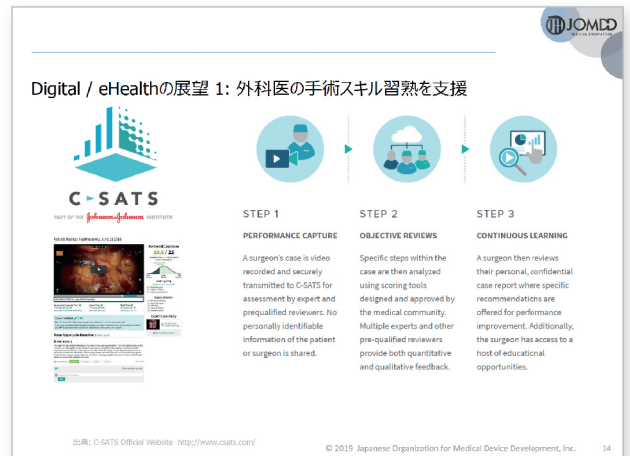 JOMDD
MEDICAL INNOVATION
Digital / eHealthの展望 1: 外科医の手術スキル習熟を支援
C-SATS
PART OF THE Johnson & Johnson INSTITUTE
STEP 1
PERFORMANCE CAPTURE
A surgeon's case is video
recorded and securely
transmitted to C-SATS for
assessment by expert and
prequalified reviewers. No
personally identifiable
information of the patient
or surgeon is shared.
STEP 2
OBJECTIVE REVIEWS
Specific steps within the
case are then analyzed
using scoring tools
designed and approved by
the medical community.
Multiple experts and other
pre-qualified reviewers
provide both quantitative
and qualitative feedback.
STEP 3
CONTINUOUS LEARNING
A surgeon then reviews
their personal, confidential
case report where specific
recommendations are
offered for performance
improvement. Additionally,
the surgeon has access to a
host of educational
opportunities.
出典: C-SATS Official Website http://www.csats.com/
© 2019 Japanese Organization for Medical Device Development, Inc.
14